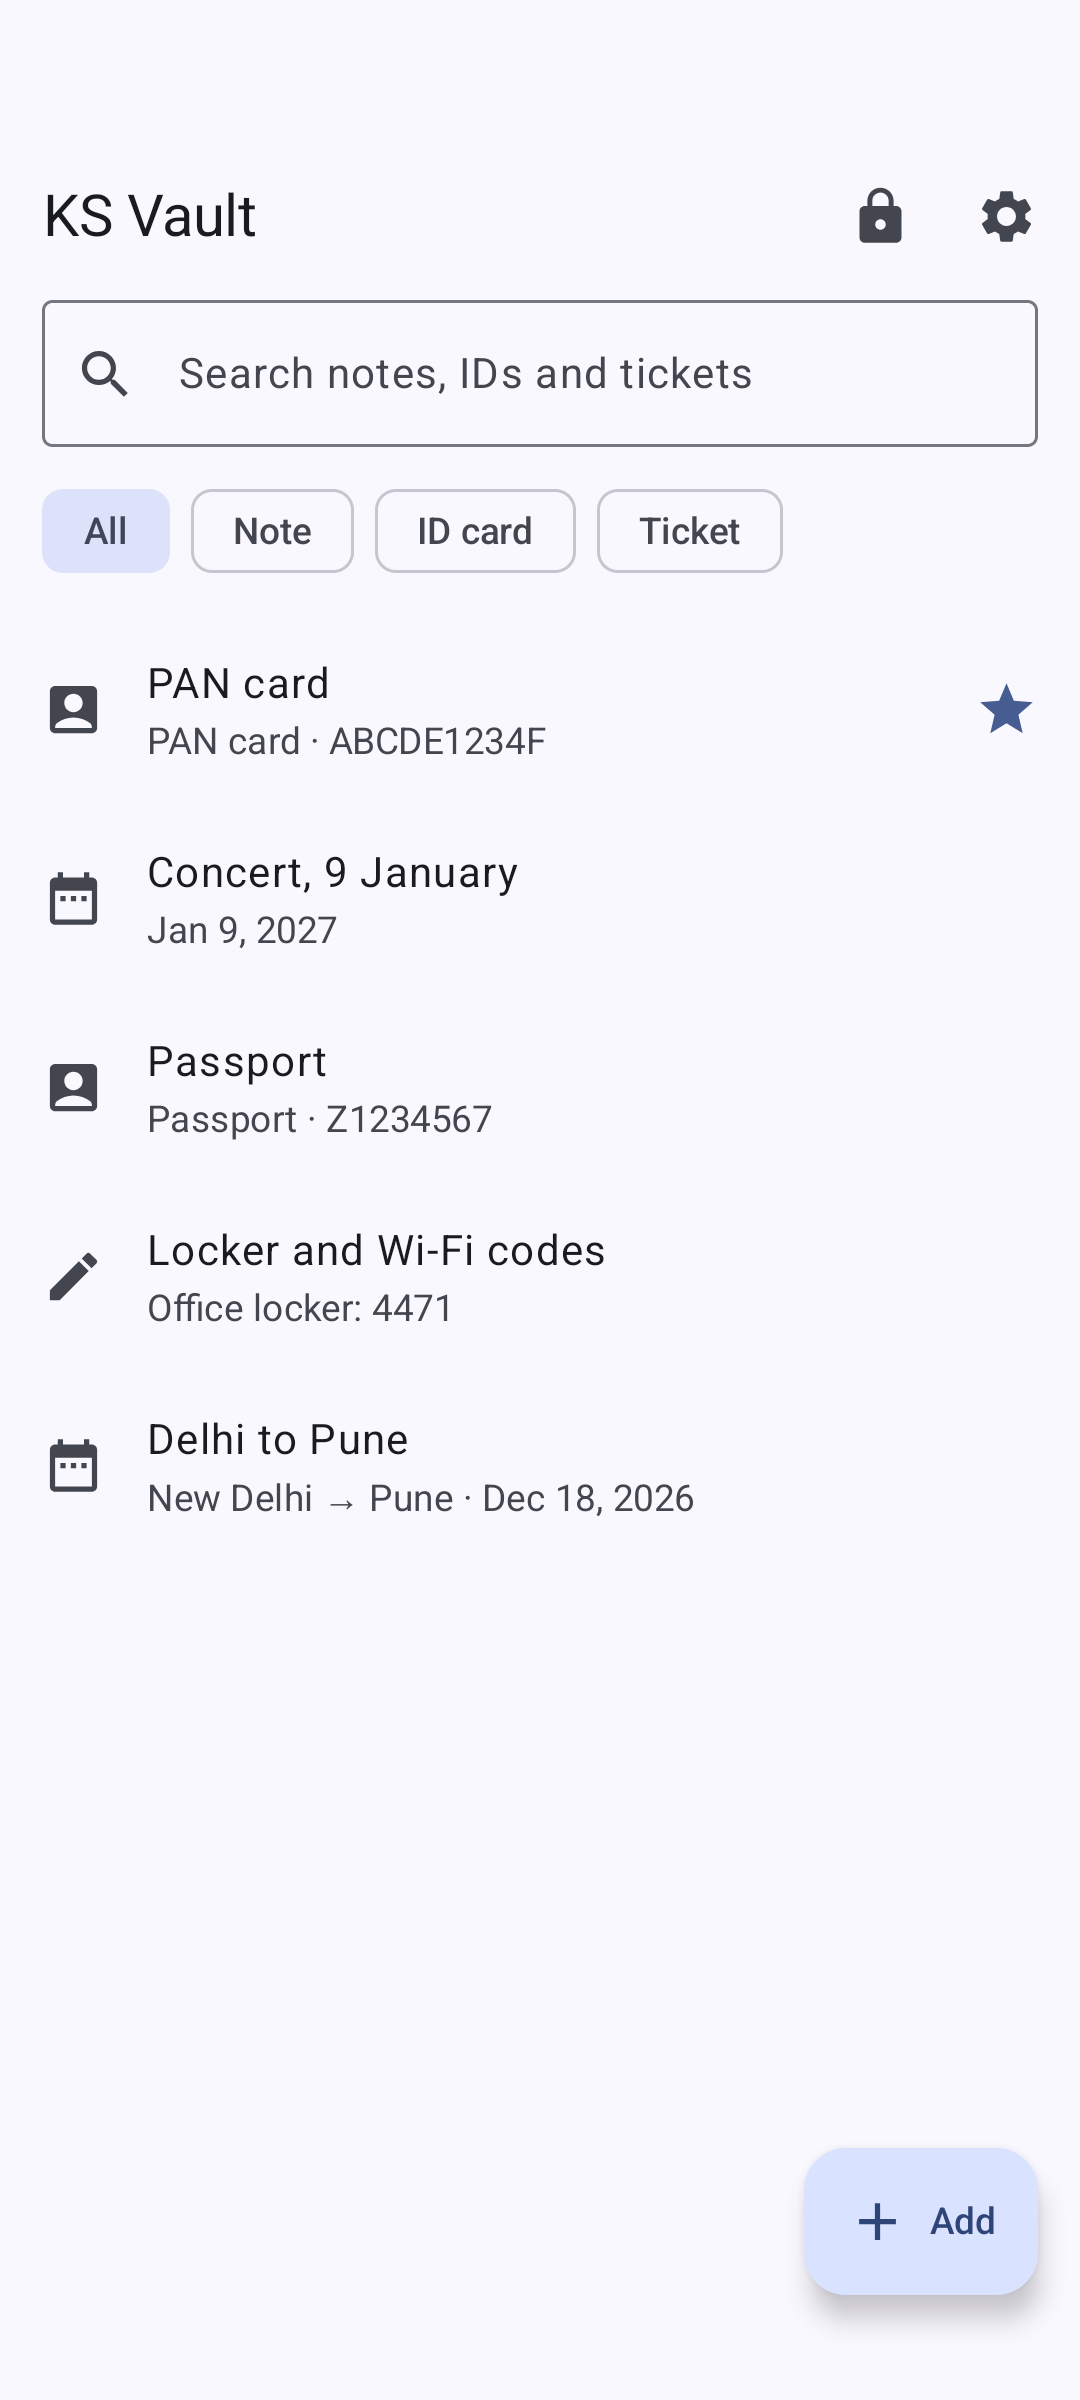 KS Vault
Search notes, IDs and tickets
All Note ID card Ticket
PAN card
PAN card · ABCDE1234F
Concert, 9 January
Jan 9, 2027
Passport
Passport · Z1234567
Locker and Wi-Fi codes
Office locker: 4471
Delhi to Pune
New Delhi → Pune · Dec 18, 2026
Add